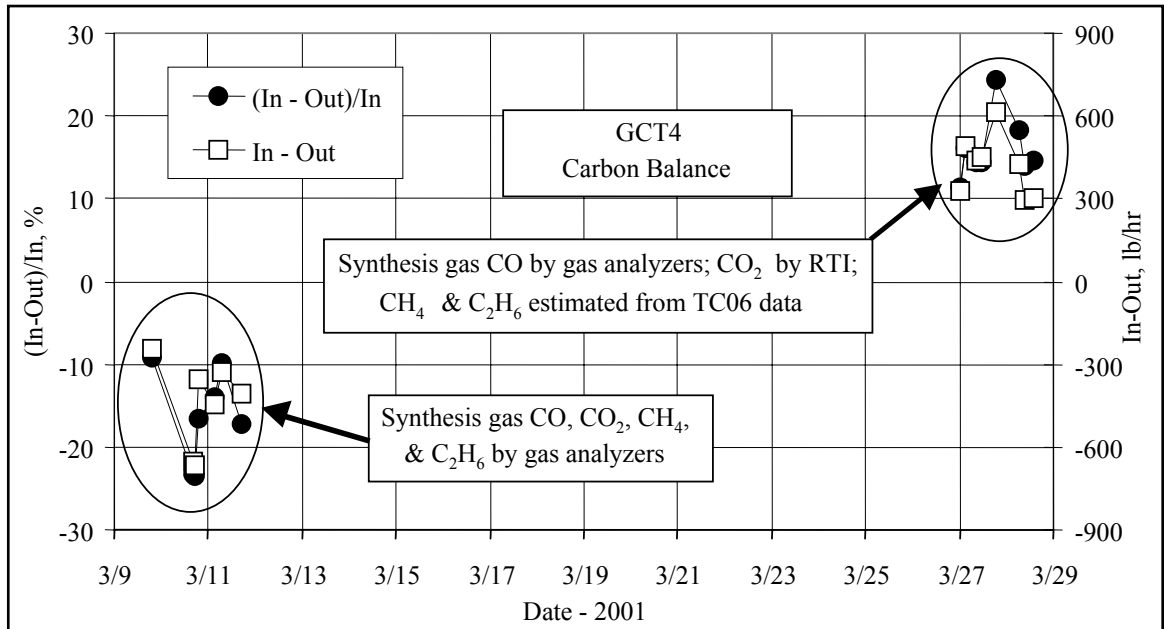 30
20
10
0
-10
-20
-30
(In-Out)/In, %
900
600
300
0
-300
-600
-900
In-Out, lb/hr
(In - Out)/In
In - Out
GCT4
Carbon Balance
Synthesis gas CO by gas analyzers; CO₂ by RTI;
CH₄ & C₂H₆ estimated from TC06 data
Synthesis gas CO, CO₂, CH₄,
& C₂H₆ by gas analyzers
3/9 3/11 3/13 3/15 3/17 3/19 3/21 3/23 3/25 3/27 3/29
Date - 2001